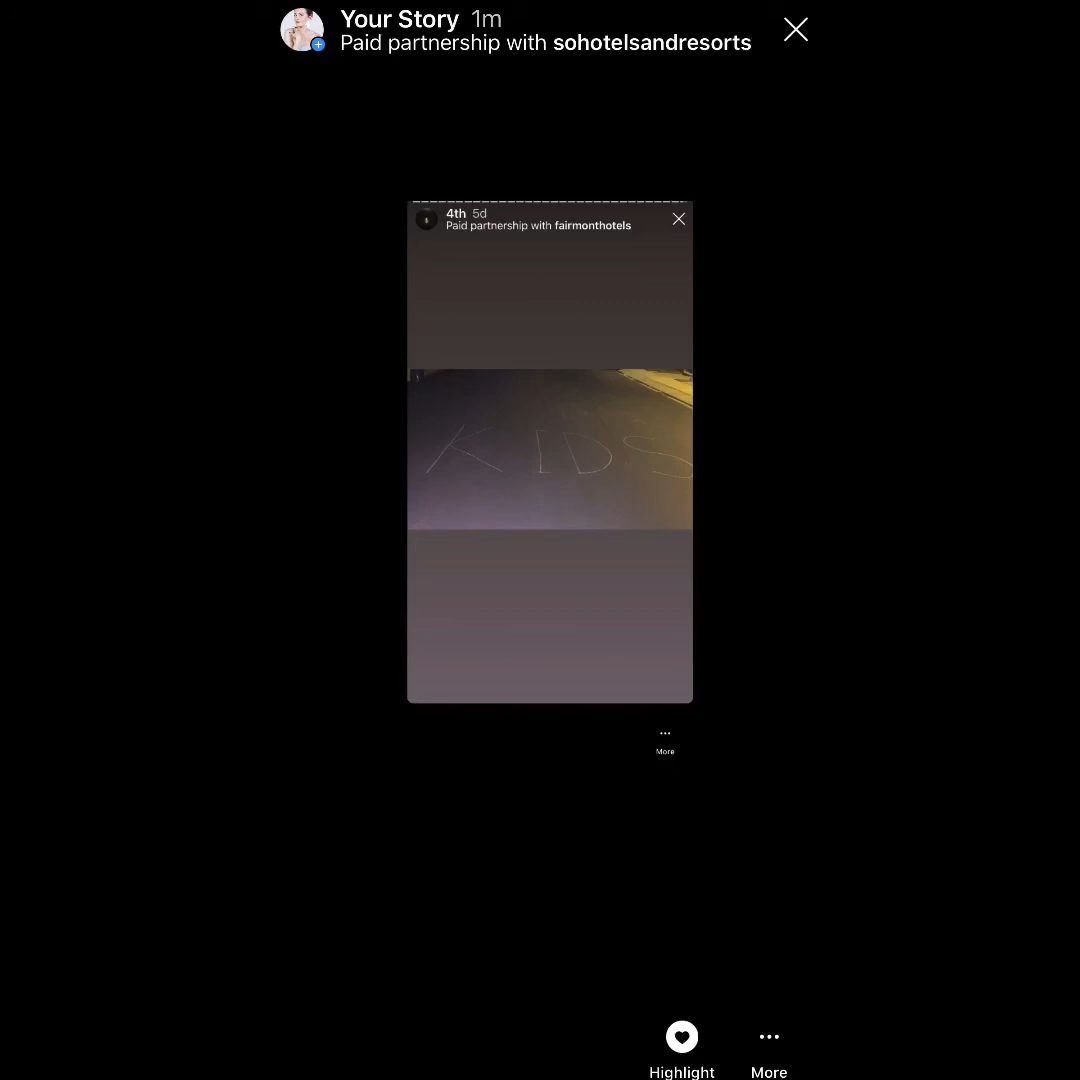 Your Story 1m
Paid partnership with sohotelsandresorts
4th 5d
Paid partnership with fairmonthotels
KIDS
... More
Highlight
... More